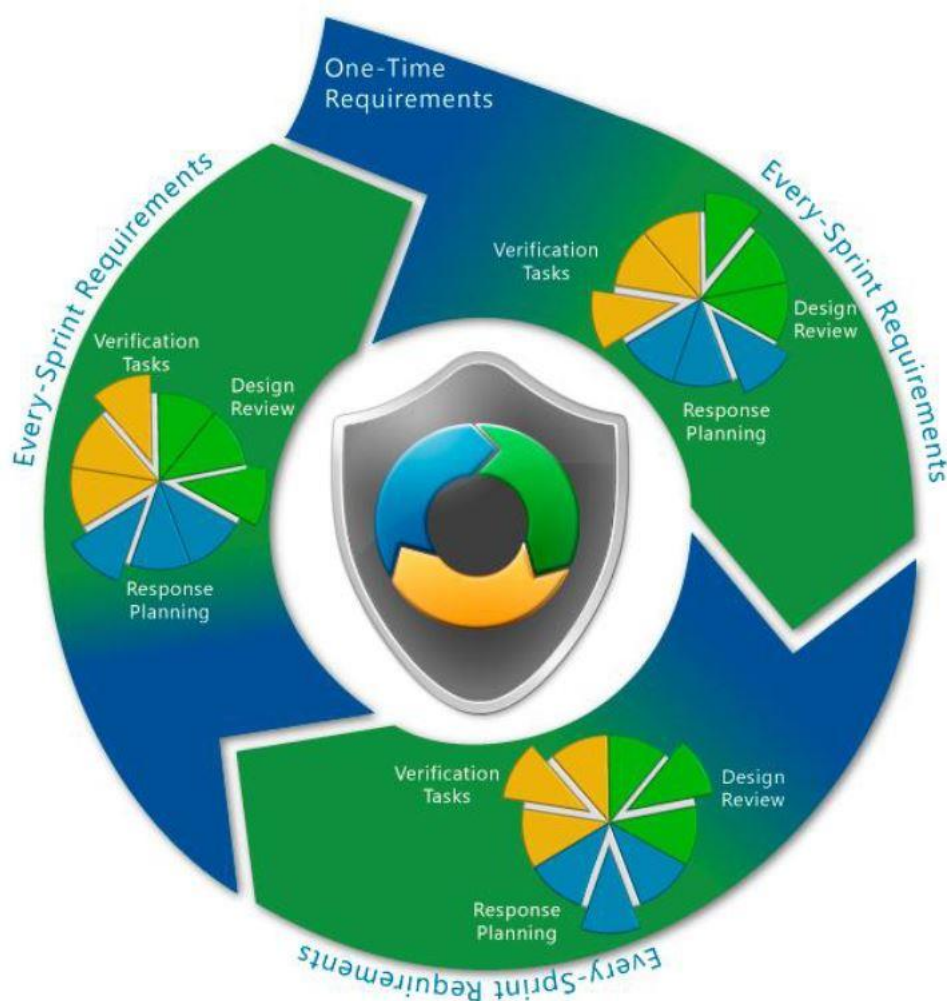 One-Time
Requirements
Every-Sprint Requirements
Verification
Tasks
Design
Review
Response
Planning
Every-Sprint Requirements
Verification
Tasks
Design
Review
Response
Planning
Every-Sprint Requirements
Verification
Tasks
Design
Review
Response
Planning